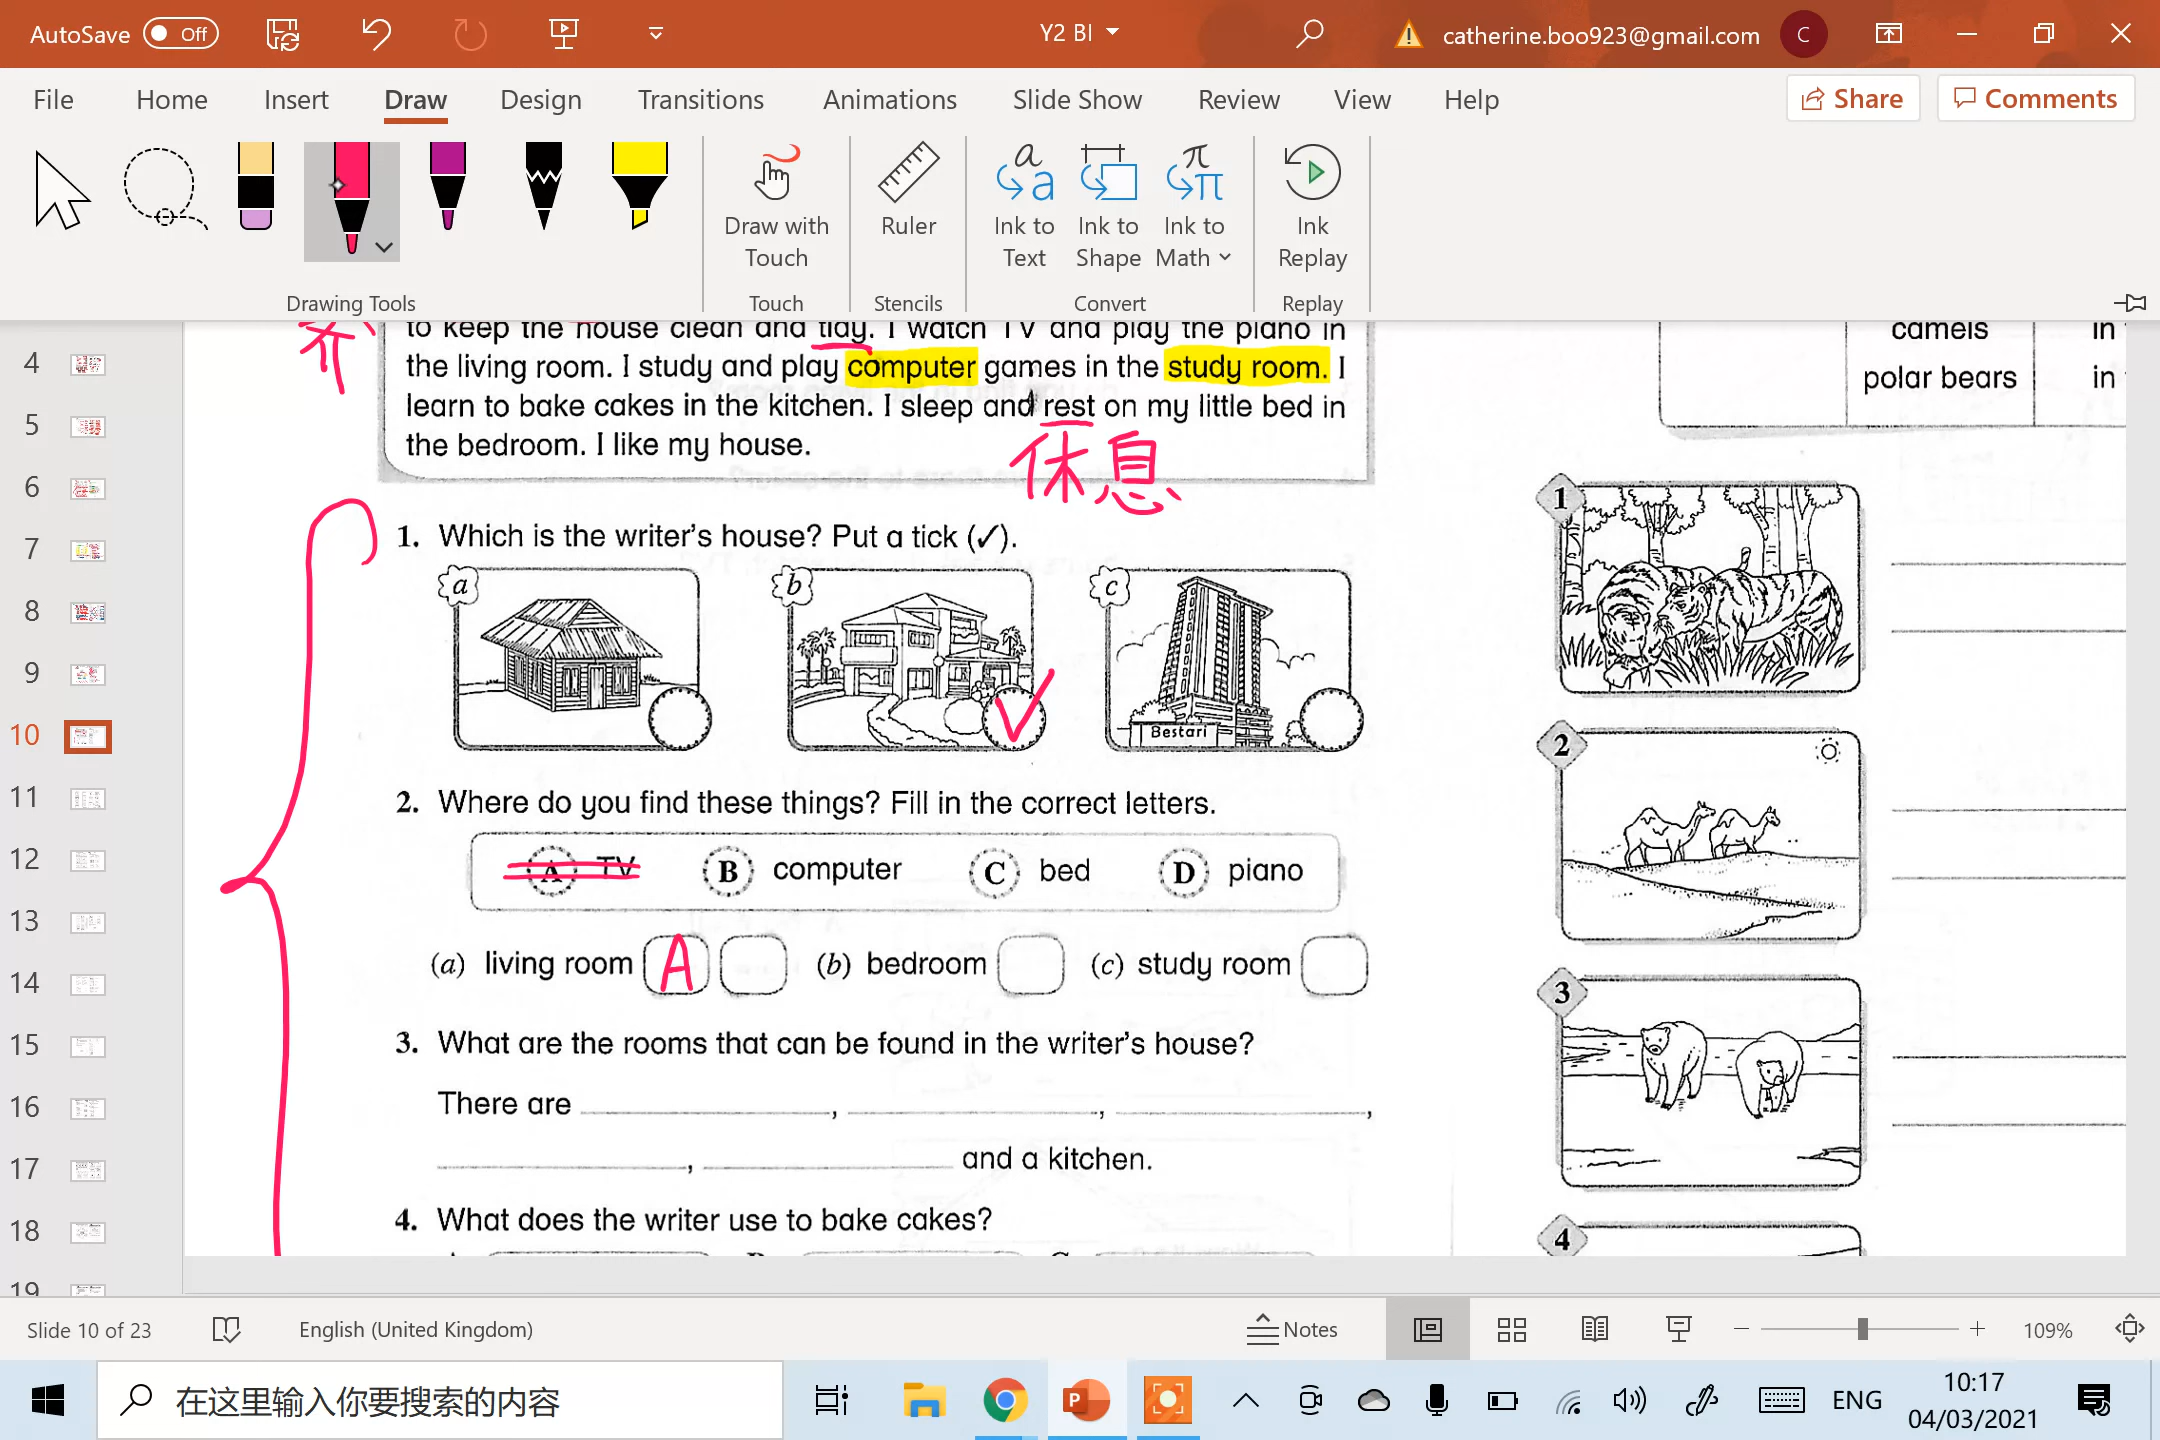 AutoSave Off
Y2 BI
catherine.boo923@gmail.com
C
File Home Insert Draw Design Transitions Animations Slide Show Review View Help
Share Comments
Draw with Touch
Ruler
Ink to Text
Ink to Shape
Ink to Math
Ink Replay
Drawing Tools Touch Stencils Convert Replay
4
5
6
7
8
9
10
11
12
13
14
15
16
17
18
19
to keep the house clean and tidy. I watch TV and play the piano in
the living room. I study and play computer games in the study room. I
learn to bake cakes in the kitchen. I sleep and rest on my little bed in
the bedroom. I like my house.
休息
1. Which is the writer's house? Put a tick (✓).
a b c
Bestari
2. Where do you find these things? Fill in the correct letters.
A TV B computer C bed D piano
(a) living room A (b) bedroom (c) study room
3. What are the rooms that can be found in the writer's house?
There are , , ,
, and a kitchen.
4. What does the writer use to bake cakes?
camels in
polar bears in
1
2
3
4
Slide 10 of 23 English (United Kingdom) Notes 109%
在这里输入你要搜索的内容
P
ENG
10:17
04/03/2021